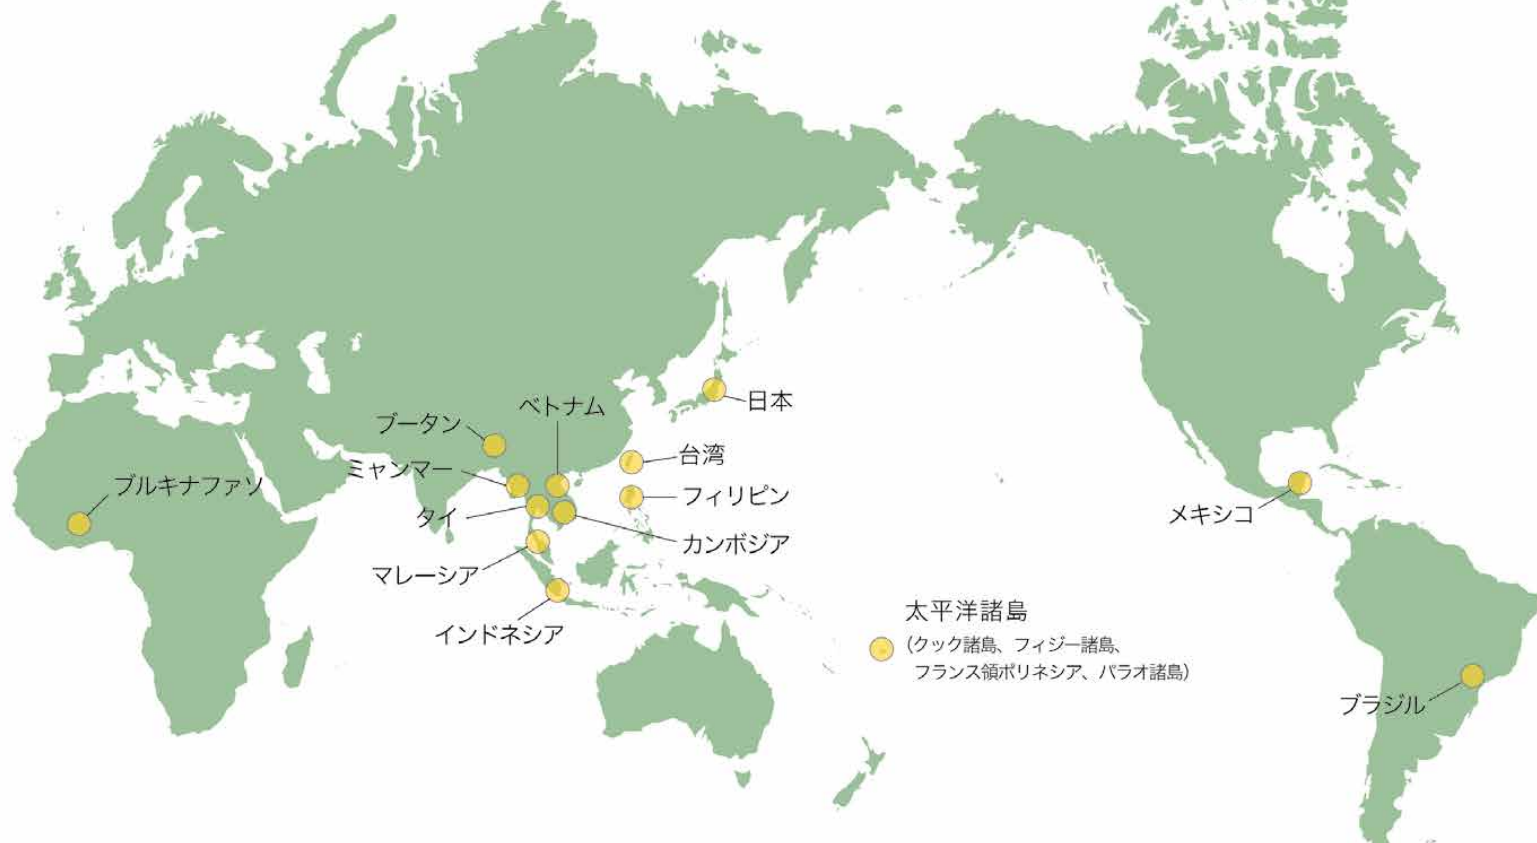 ベトナム
日本
ブータン
台湾
ミャンマー
ブルキナファソ
フィリピン
タイ
メキシコ
カンボジア
マレーシア
太平洋諸島
インドネシア
(クック諸島、フィジー諸島、
フランス領ポリネシア、パラオ諸島)
ブラジル